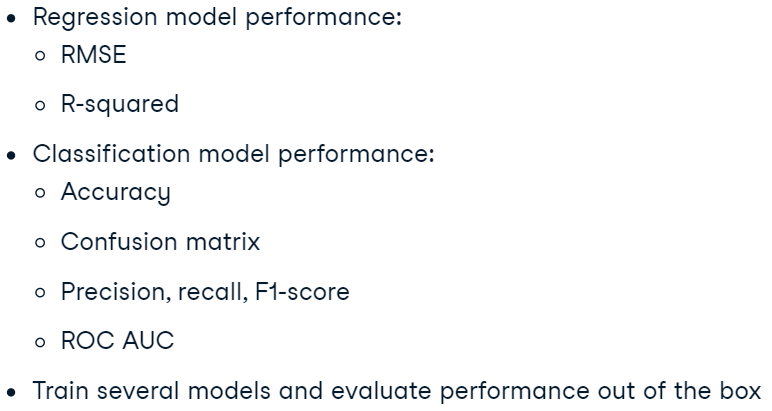 • Regression model performance:
◦ RMSE
◦ R-squared
• Classification model performance:
◦ Accuracy
◦ Confusion matrix
◦ Precision, recall, F1-score
◦ ROC AUC
• Train several models and evaluate performance out of the box